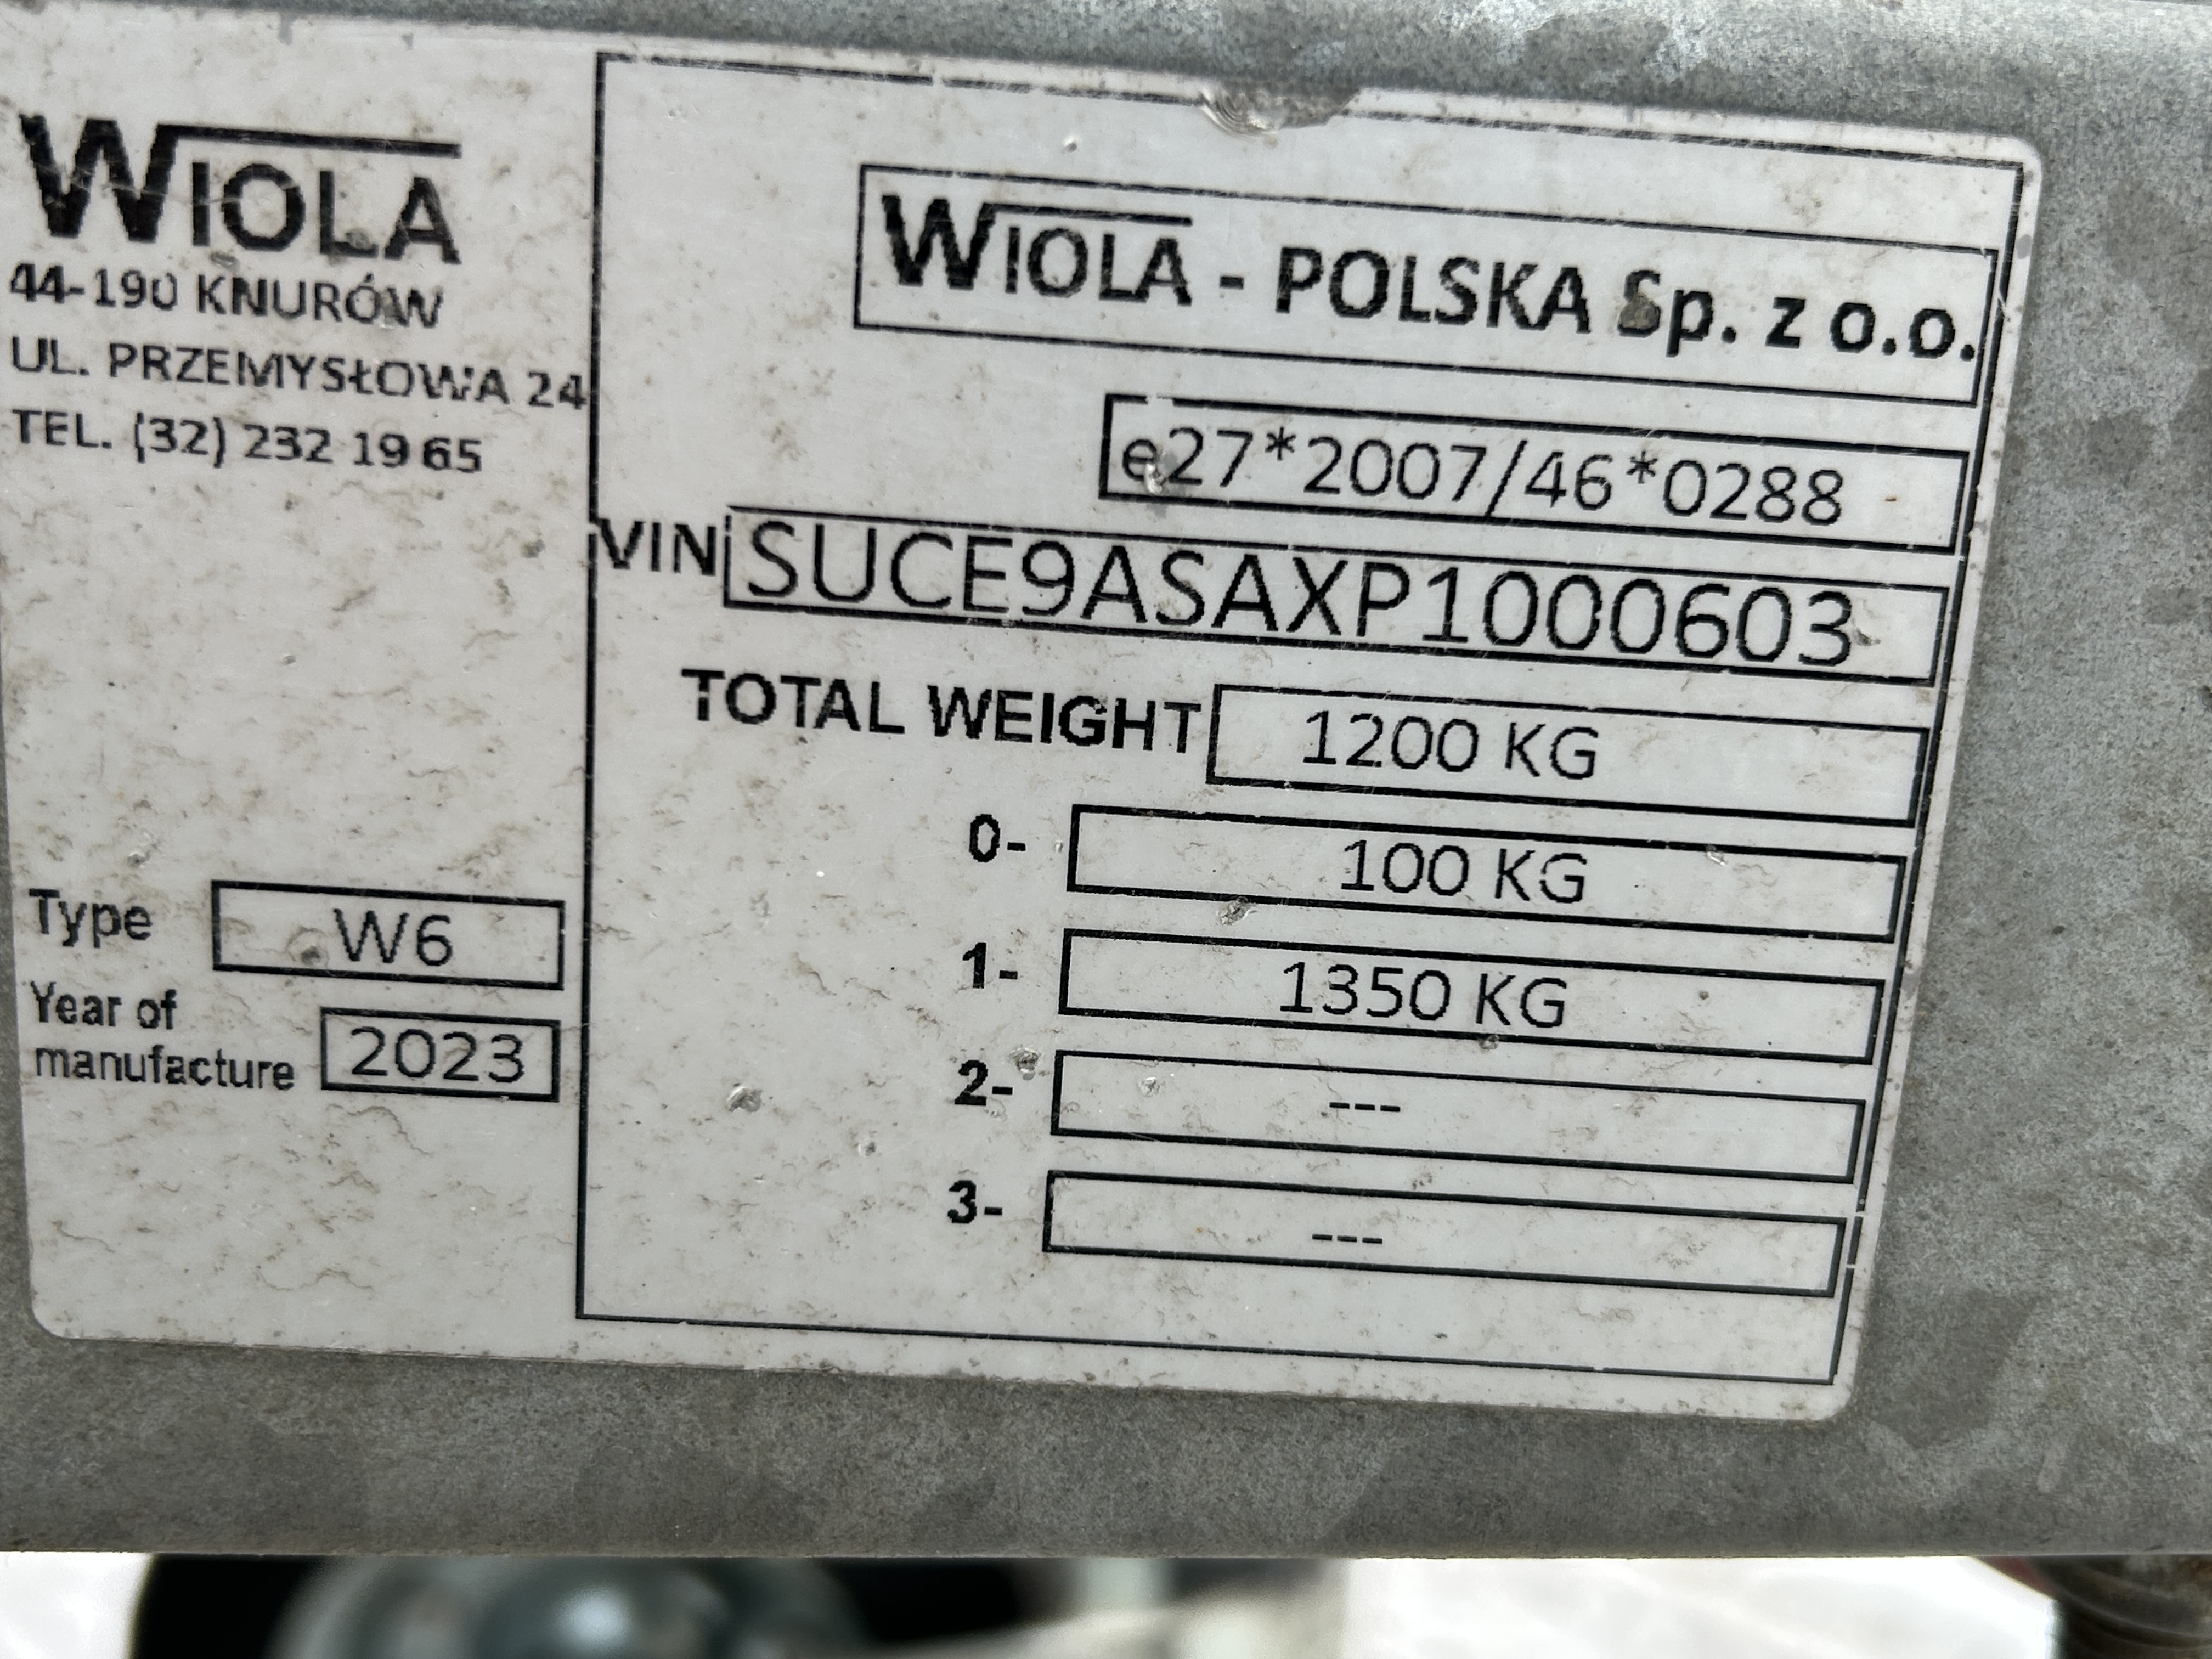 WIOLA
44-190 KNURÓW
UL. PRZEMYSŁOWA 24
TEL. (32) 232 19 65
Type W6
Year of
manufacture 2023
WIOLA - POLSKA Sp. z o.o.
e27*2007/46*0288
VIN SUCE9ASAXP1000603
TOTAL WEIGHT 1200 KG
0- 100 KG
1- 1350 KG
2- ---
3- ---